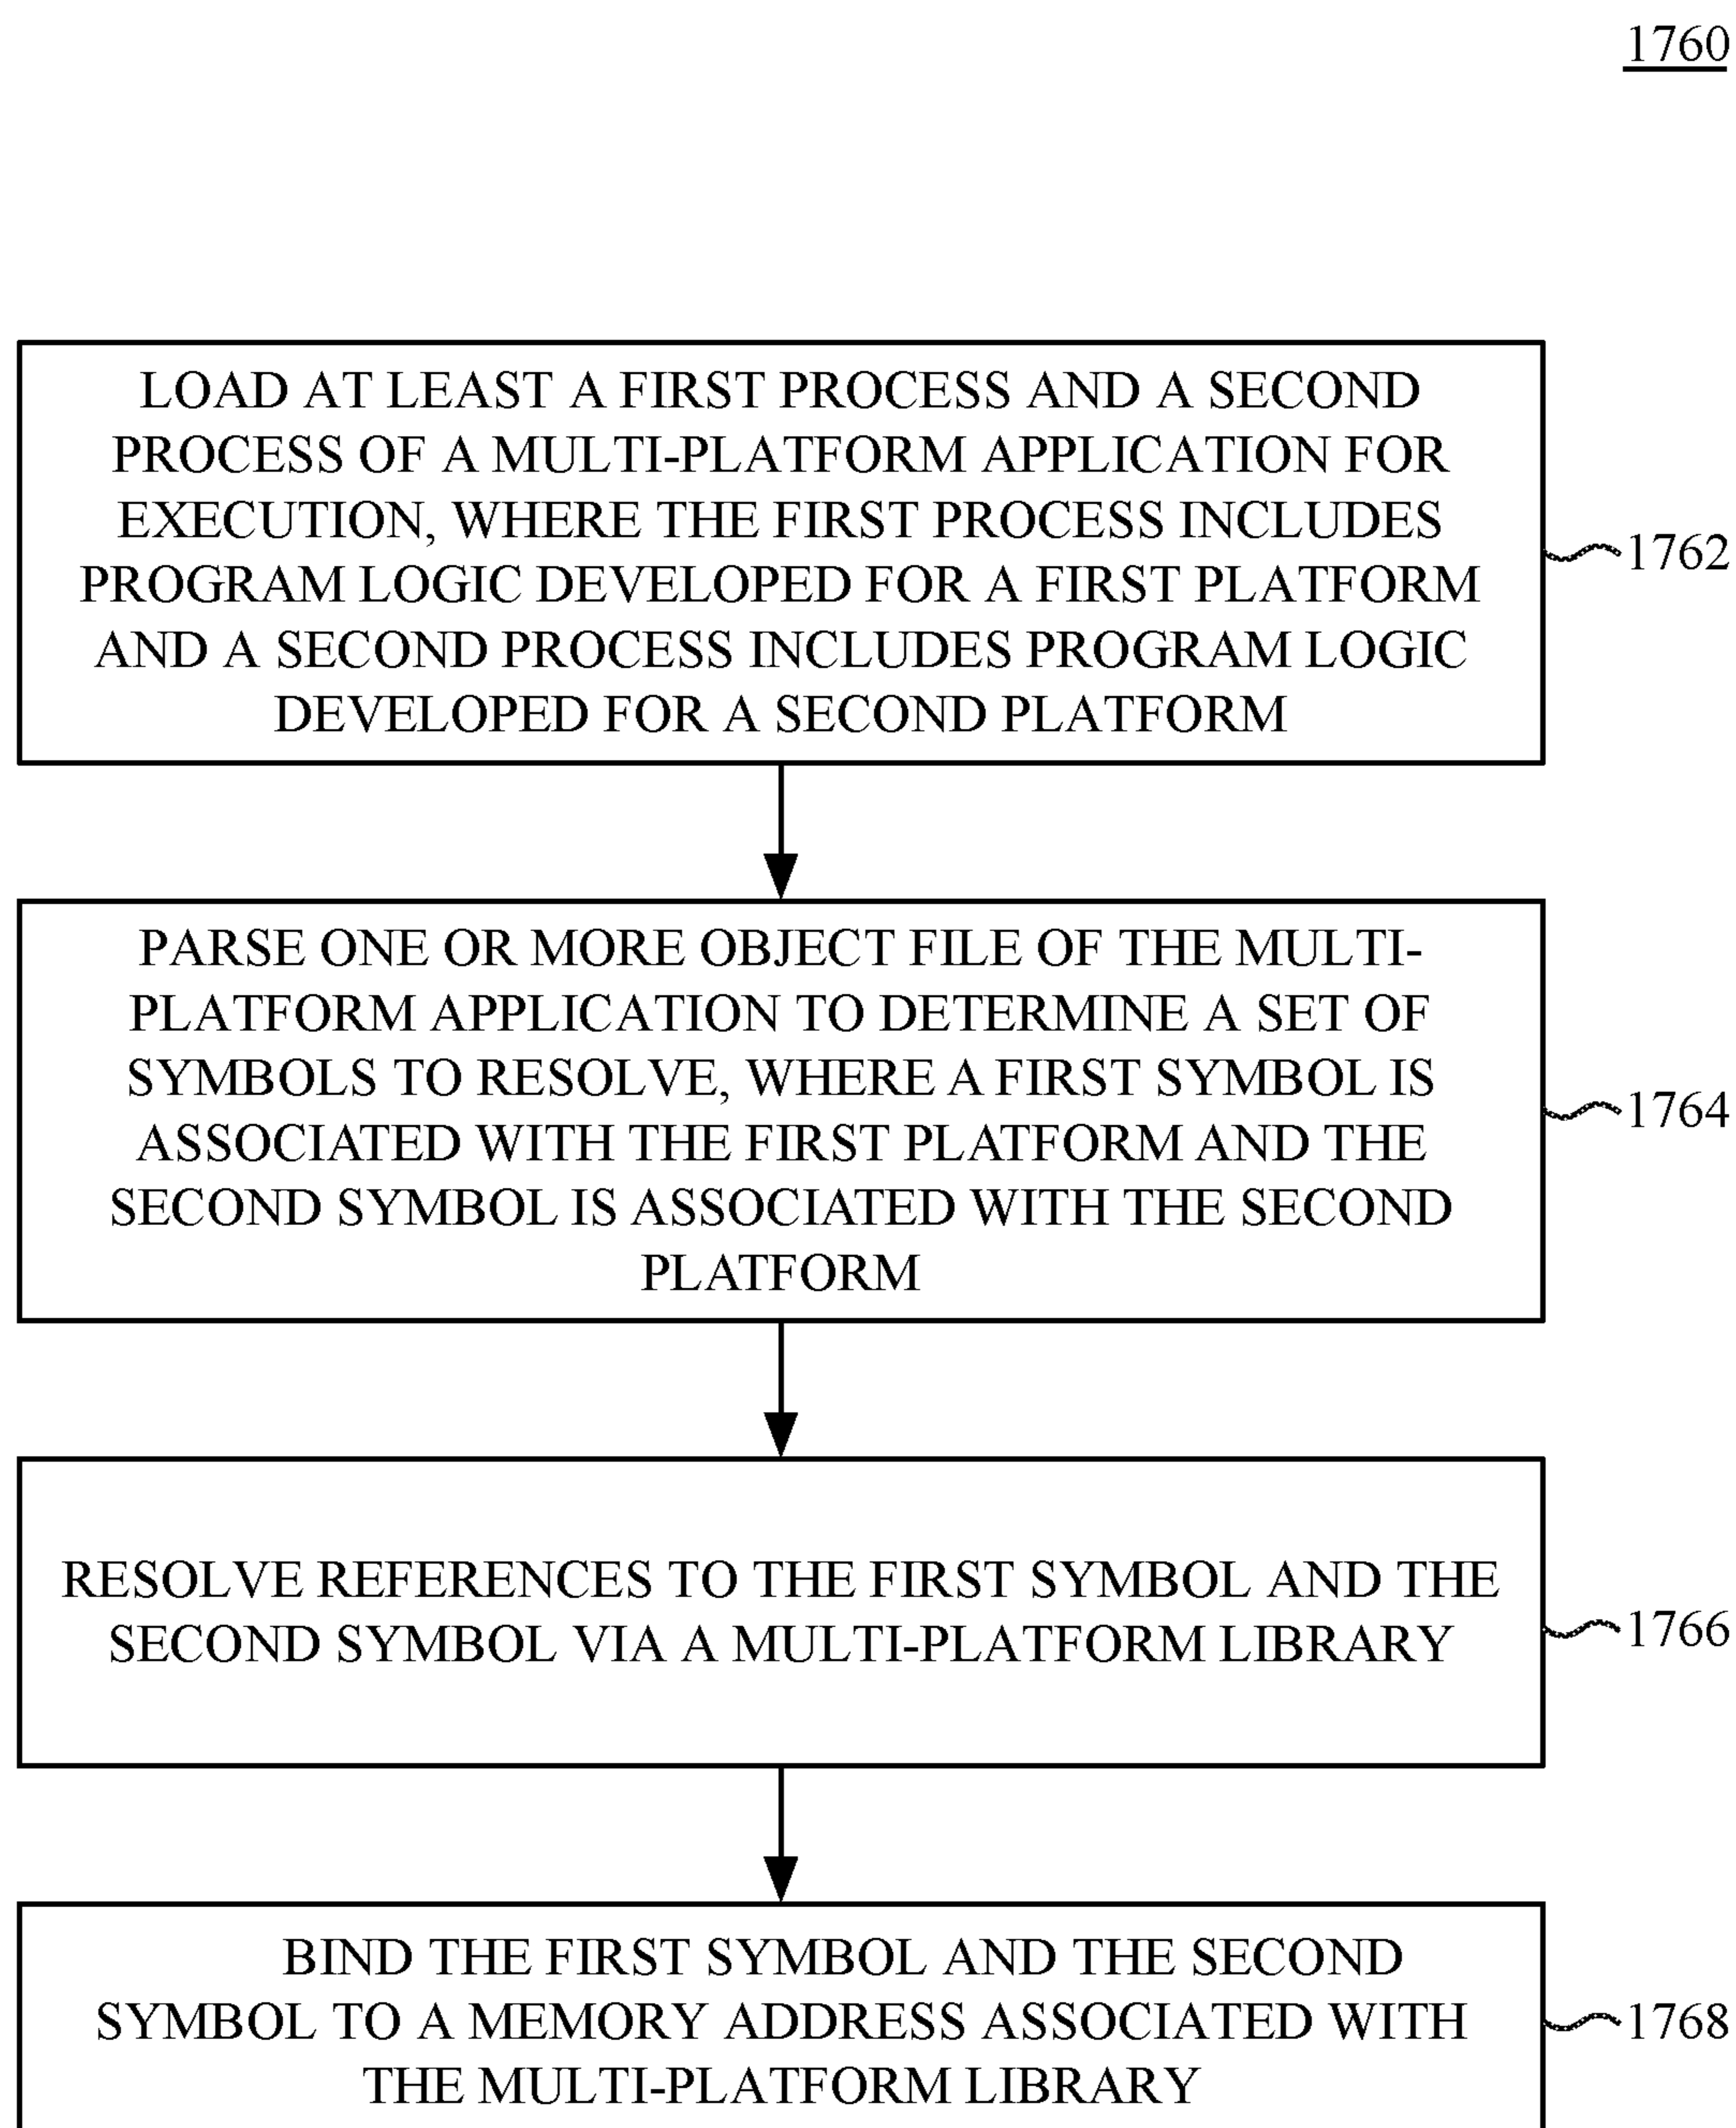 1760
LOAD AT LEAST A FIRST PROCESS AND A SECOND
PROCESS OF A MULTI-PLATFORM APPLICATION FOR
EXECUTION, WHERE THE FIRST PROCESS INCLUDES
PROGRAM LOGIC DEVELOPED FOR A FIRST PLATFORM
AND A SECOND PROCESS INCLUDES PROGRAM LOGIC
DEVELOPED FOR A SECOND PLATFORM
1762
PARSE ONE OR MORE OBJECT FILE OF THE MULTI-
PLATFORM APPLICATION TO DETERMINE A SET OF
SYMBOLS TO RESOLVE, WHERE A FIRST SYMBOL IS
ASSOCIATED WITH THE FIRST PLATFORM AND THE
SECOND SYMBOL IS ASSOCIATED WITH THE SECOND
PLATFORM
1764
RESOLVE REFERENCES TO THE FIRST SYMBOL AND THE
SECOND SYMBOL VIA A MULTI-PLATFORM LIBRARY
1766
BIND THE FIRST SYMBOL AND THE SECOND
SYMBOL TO A MEMORY ADDRESS ASSOCIATED WITH
THE MULTI-PLATFORM LIBRARY
1768